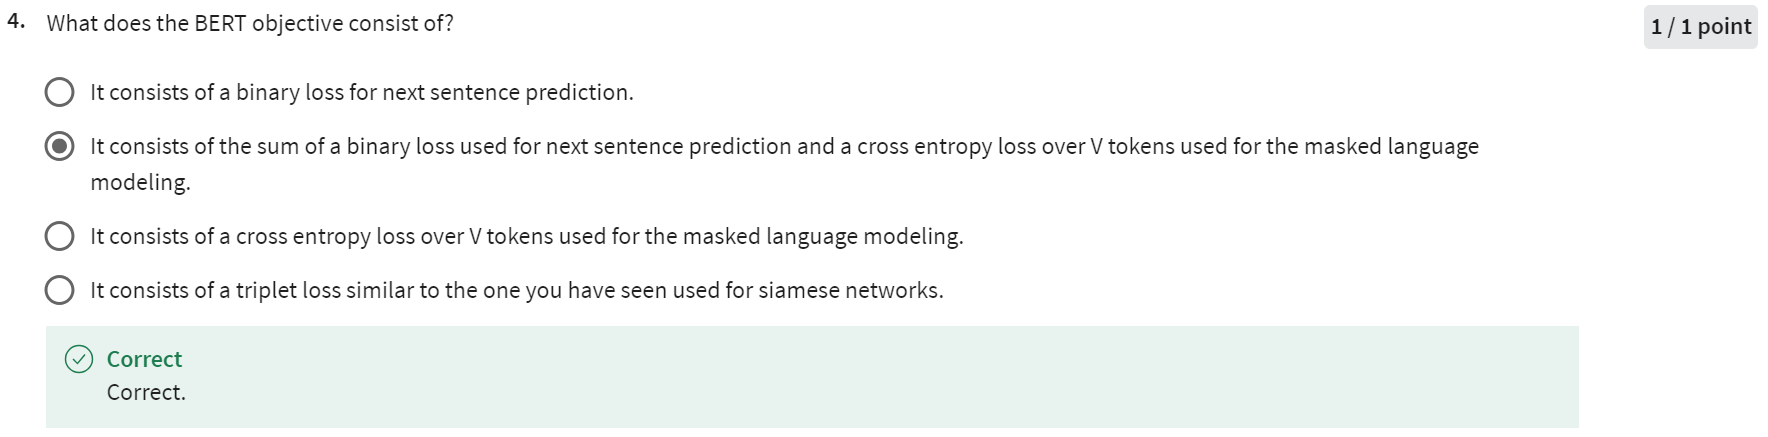 4. What does the BERT objective consist of?
1 / 1 point
It consists of a binary loss for next sentence prediction.
It consists of the sum of a binary loss used for next sentence prediction and a cross entropy loss over V tokens used for the masked language
modeling.
It consists of a cross entropy loss over V tokens used for the masked language modeling.
It consists of a triplet loss similar to the one you have seen used for siamese networks.
Correct
Correct.